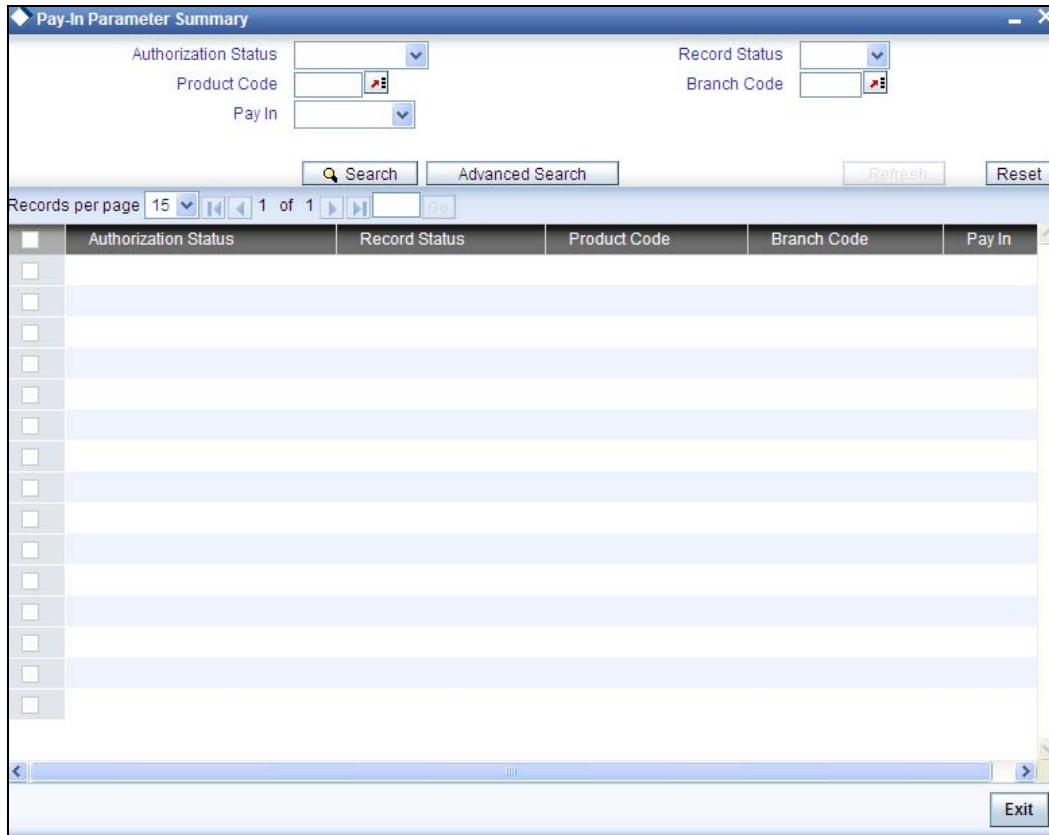 Pay-In Parameter Summary
Authorization Status
Record Status
Product Code
Branch Code
Pay In
Search
Advanced Search
Refresh
Reset
Records per page 15 1 of 1 Go
Authorization Status Record Status Product Code Branch Code Pay In
Exit